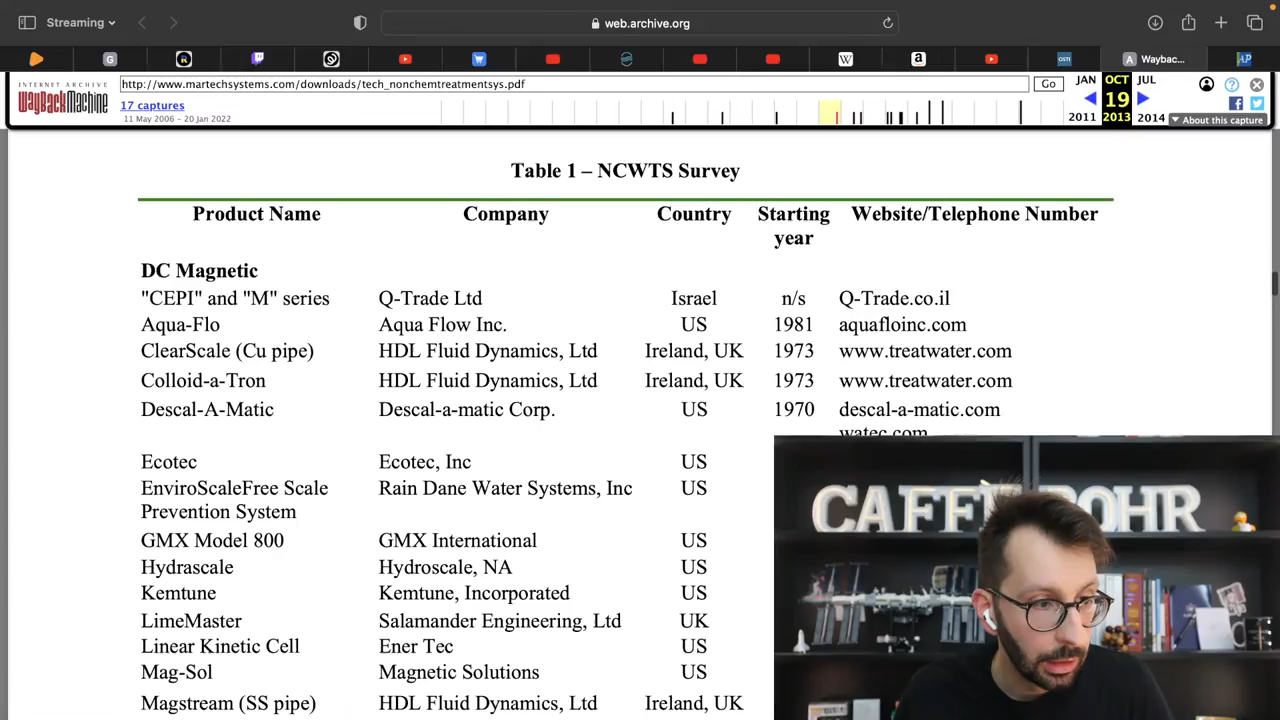 Streaming
web.archive.org
Waybac...
INTERNET ARCHIVE
WayBackMachine
http://www.martechsystems.com/downloads/tech_nonchemtreatmentsys.pdf
Go
JAN OCT JUL
17 captures
19
11 May 2006 - 20 Jan 2022
2011 2013 2014
About this capture
Table 1 – NCWTS Survey
Product Name Company Country Starting year Website/Telephone Number
DC Magnetic
"CEPI" and "M" series Q-Trade Ltd Israel n/s Q-Trade.co.il
Aqua-Flo Aqua Flow Inc. US 1981 aquafloinc.com
ClearScale (Cu pipe) HDL Fluid Dynamics, Ltd Ireland, UK 1973 www.treatwater.com
Colloid-a-Tron HDL Fluid Dynamics, Ltd Ireland, UK 1973 www.treatwater.com
Descal-A-Matic Descal-a-matic Corp. US 1970 descal-a-matic.com
watec.com
Ecotec Ecotec, Inc US
EnviroScaleFree Scale Rain Dane Water Systems, Inc US
Prevention System
GMX Model 800 GMX International US
Hydrascale Hydroscale, NA US
Kemtune Kemtune, Incorporated US
LimeMaster Salamander Engineering, Ltd UK
Linear Kinetic Cell Ener Tec US
Mag-Sol Magnetic Solutions US
Magstream (SS pipe) HDL Fluid Dynamics, Ltd Ireland, UK